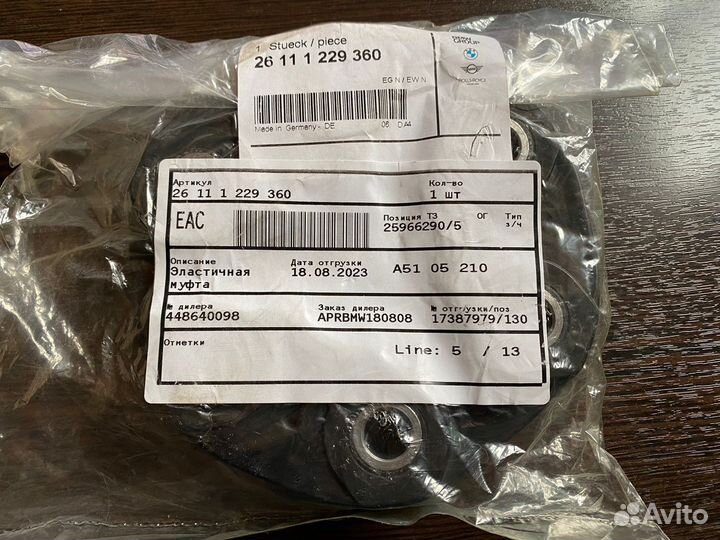 1 Stueck / piece
26 11 1 229 360
BMW GROUP
EG N / EW N
Made in Germany - DE 06 DA4
Артикул Кол-во
26 11 1 229 360 1 шт
EAC
Позиция ТЗ ОГ Тип
25966290/5 з/ч
Описание Дата отгрузки
Эластичная муфта 18.08.2023 A51 05 210
№ дилера Заказ дилера № отгрузки/поз
448640098 APRBMW180808 17387979/130
Отметки
Line: 5 / 13
Avito